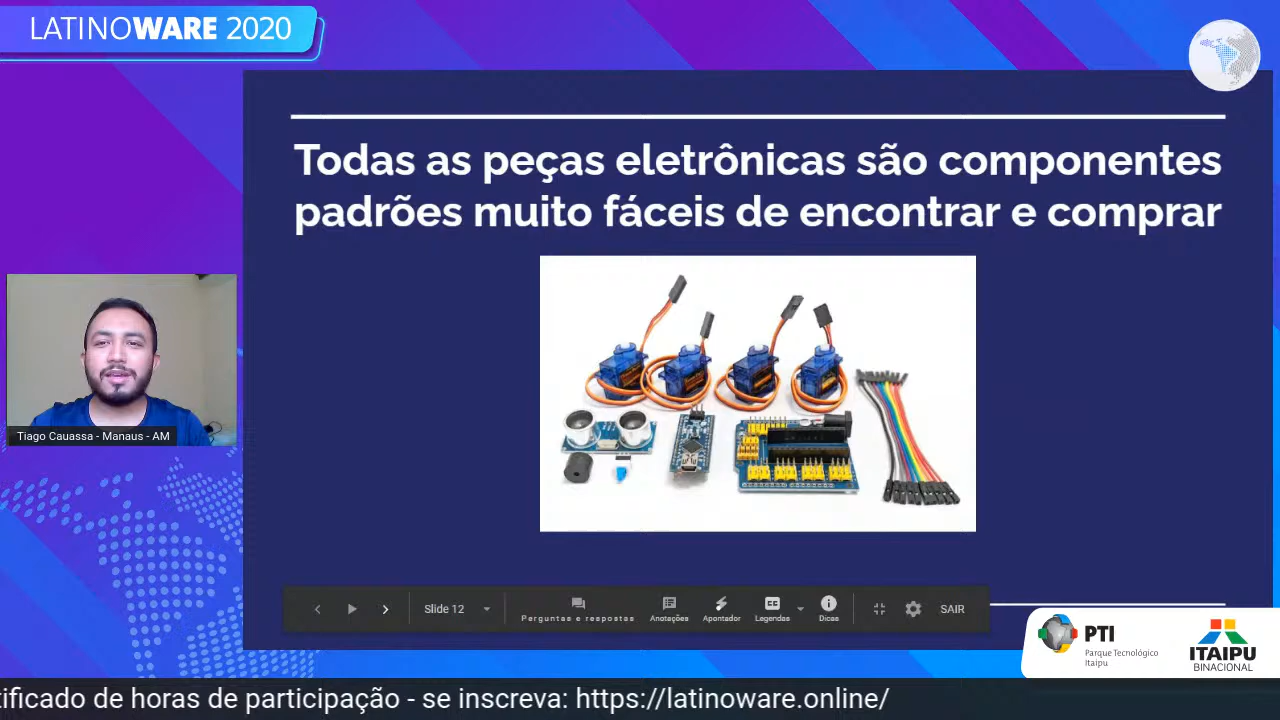 LATINOWARE 2020
Todas as peças eletrônicas são componentes
padrões muito fáceis de encontrar e comprar
Tiago Cauassa - Manaus - AM
Slide 12
Perguntas e respostas
Anotações
Apontador
CC
Legendas
Dicas
SAIR
PTI
Parque Tecnológico
Itaipu
ITAIPU
BINACIONAL
tificado de horas de participação - se inscreva: https://latinoware.online/